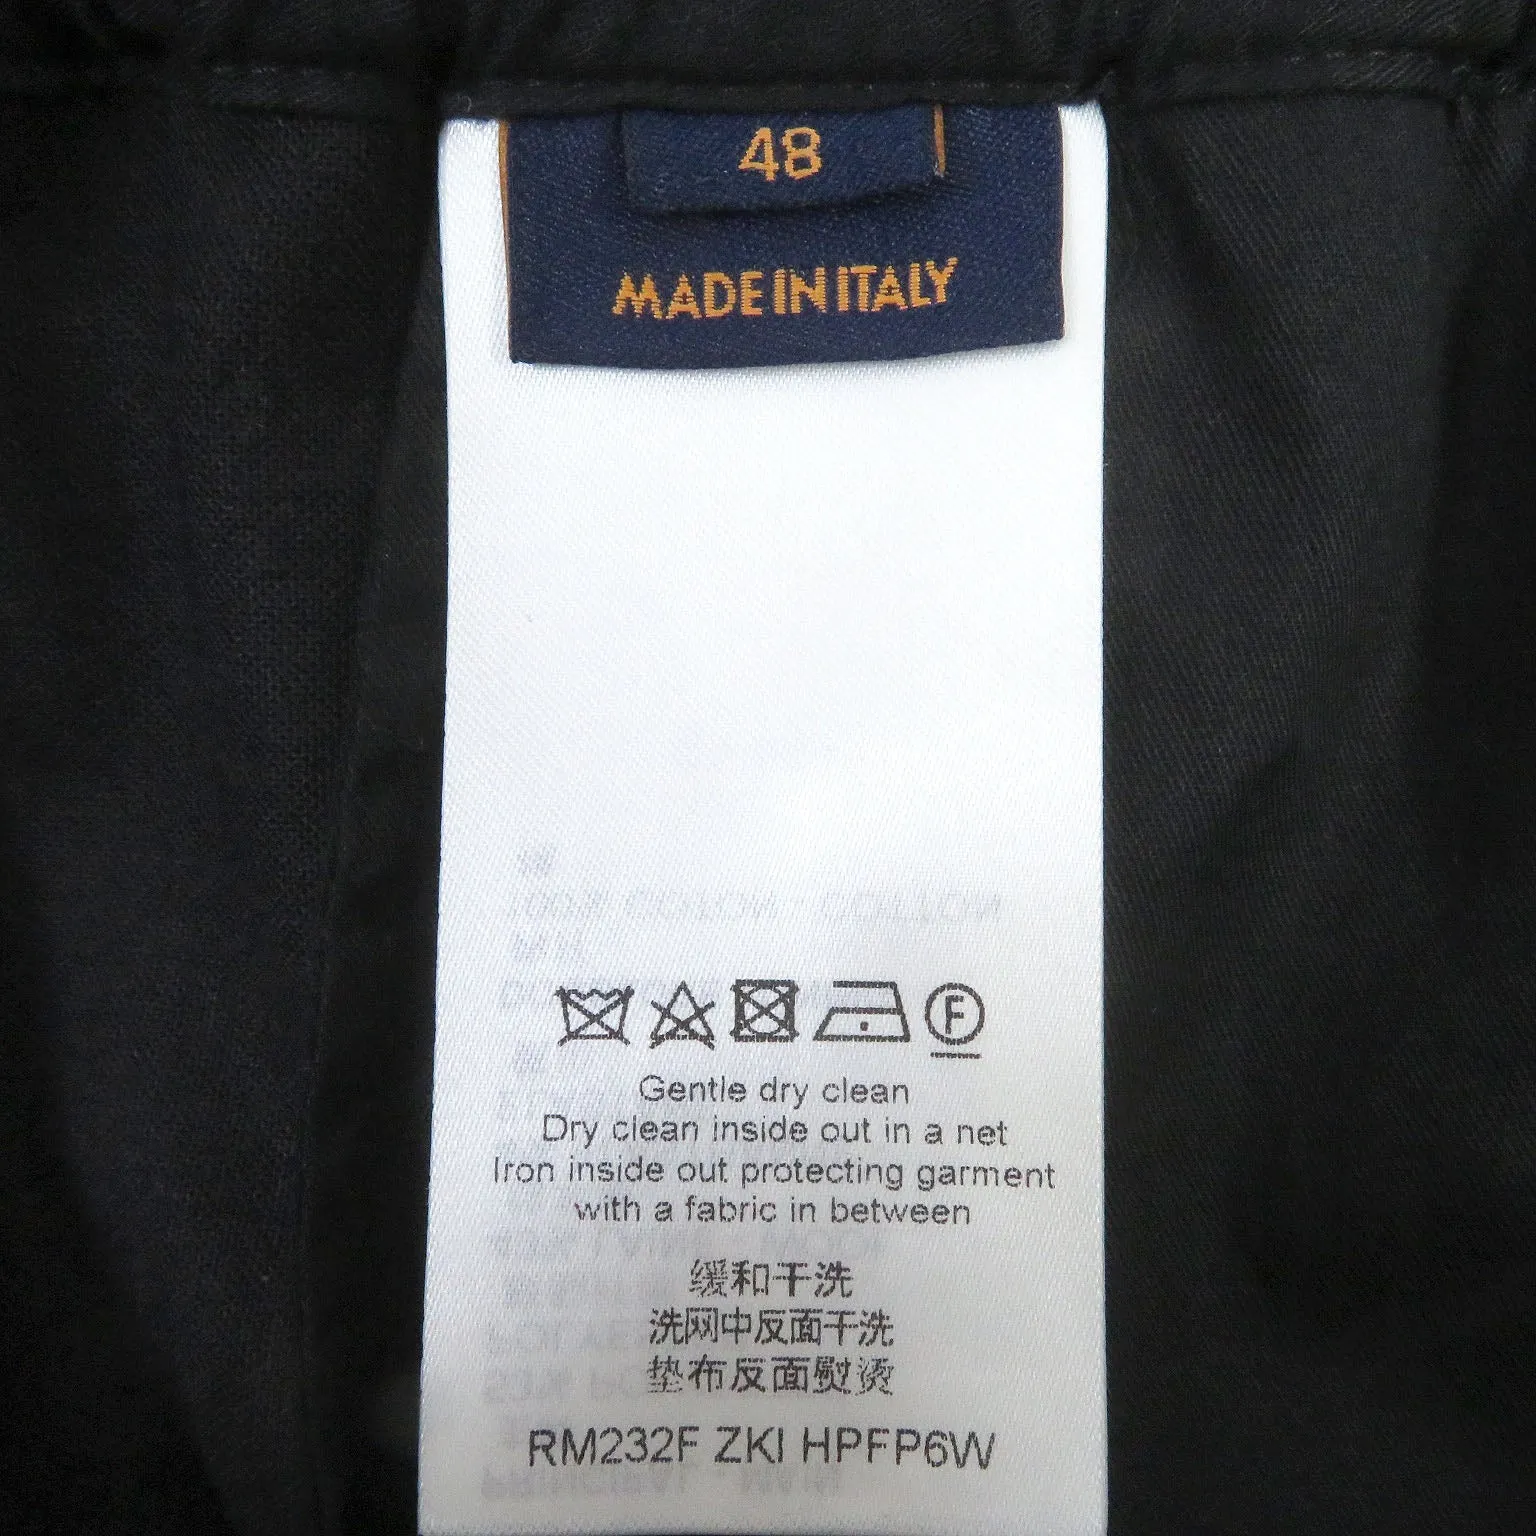 48
MADE IN ITALY
F
Gentle dry clean
Dry clean inside out in a net
Iron inside out protecting garment
with a fabric in between
缓和干洗
洗网中反面干洗
垫布反面熨烫
RM232F ZKI HPFP6W